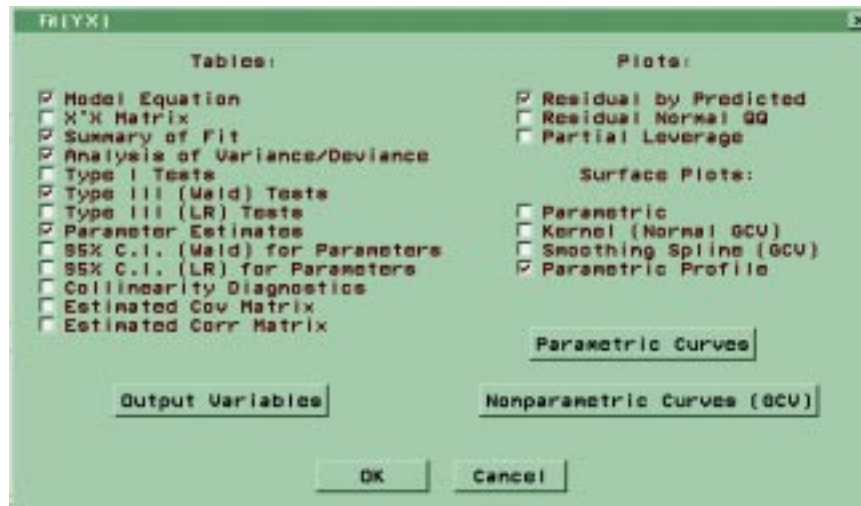 Fit(YX)
Tables:
Model Equation
X'X Matrix
Summary of Fit
Analysis of Variance/Deviance
Type I Tests
Type III (Wald) Tests
Type III (LR) Tests
Parameter Estimates
95% C.I. (Wald) for Parameters
95% C.I. (LR) for Parameters
Collinearity Diagnostics
Estimated Cov Matrix
Estimated Corr Matrix
Output Variables
Plots:
Residual by Predicted
Residual Normal QQ
Partial Leverage
Surface Plots:
Parametric
Kernel (Normal GCV)
Smoothing Spline (GCV)
Parametric Profile
Parametric Curves
Nonparametric Curves (GCV)
OK
Cancel